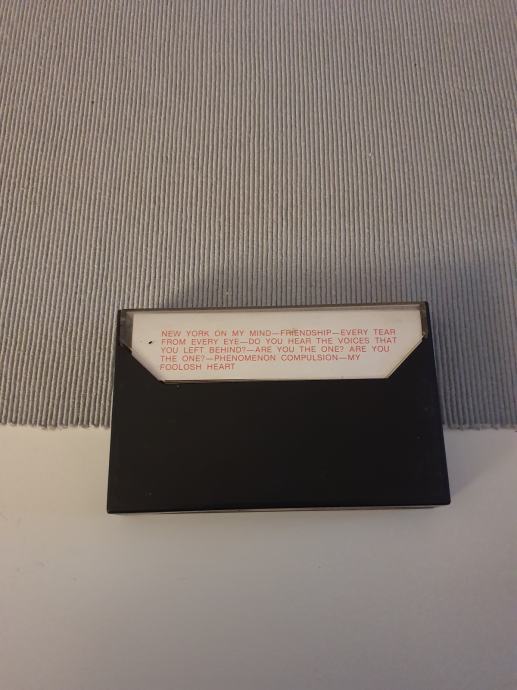 NEW YORK ON MY MIND—FRIENDSHIP—EVERY TEAR
FROM EVERY EYE—DO YOU HEAR THE VOICES THAT
YOU LEFT BEHIND?—ARE YOU THE ONE? ARE YOU
THE ONE?—PHENOMENON COMPULSION—MY
FOOLOSH HEART